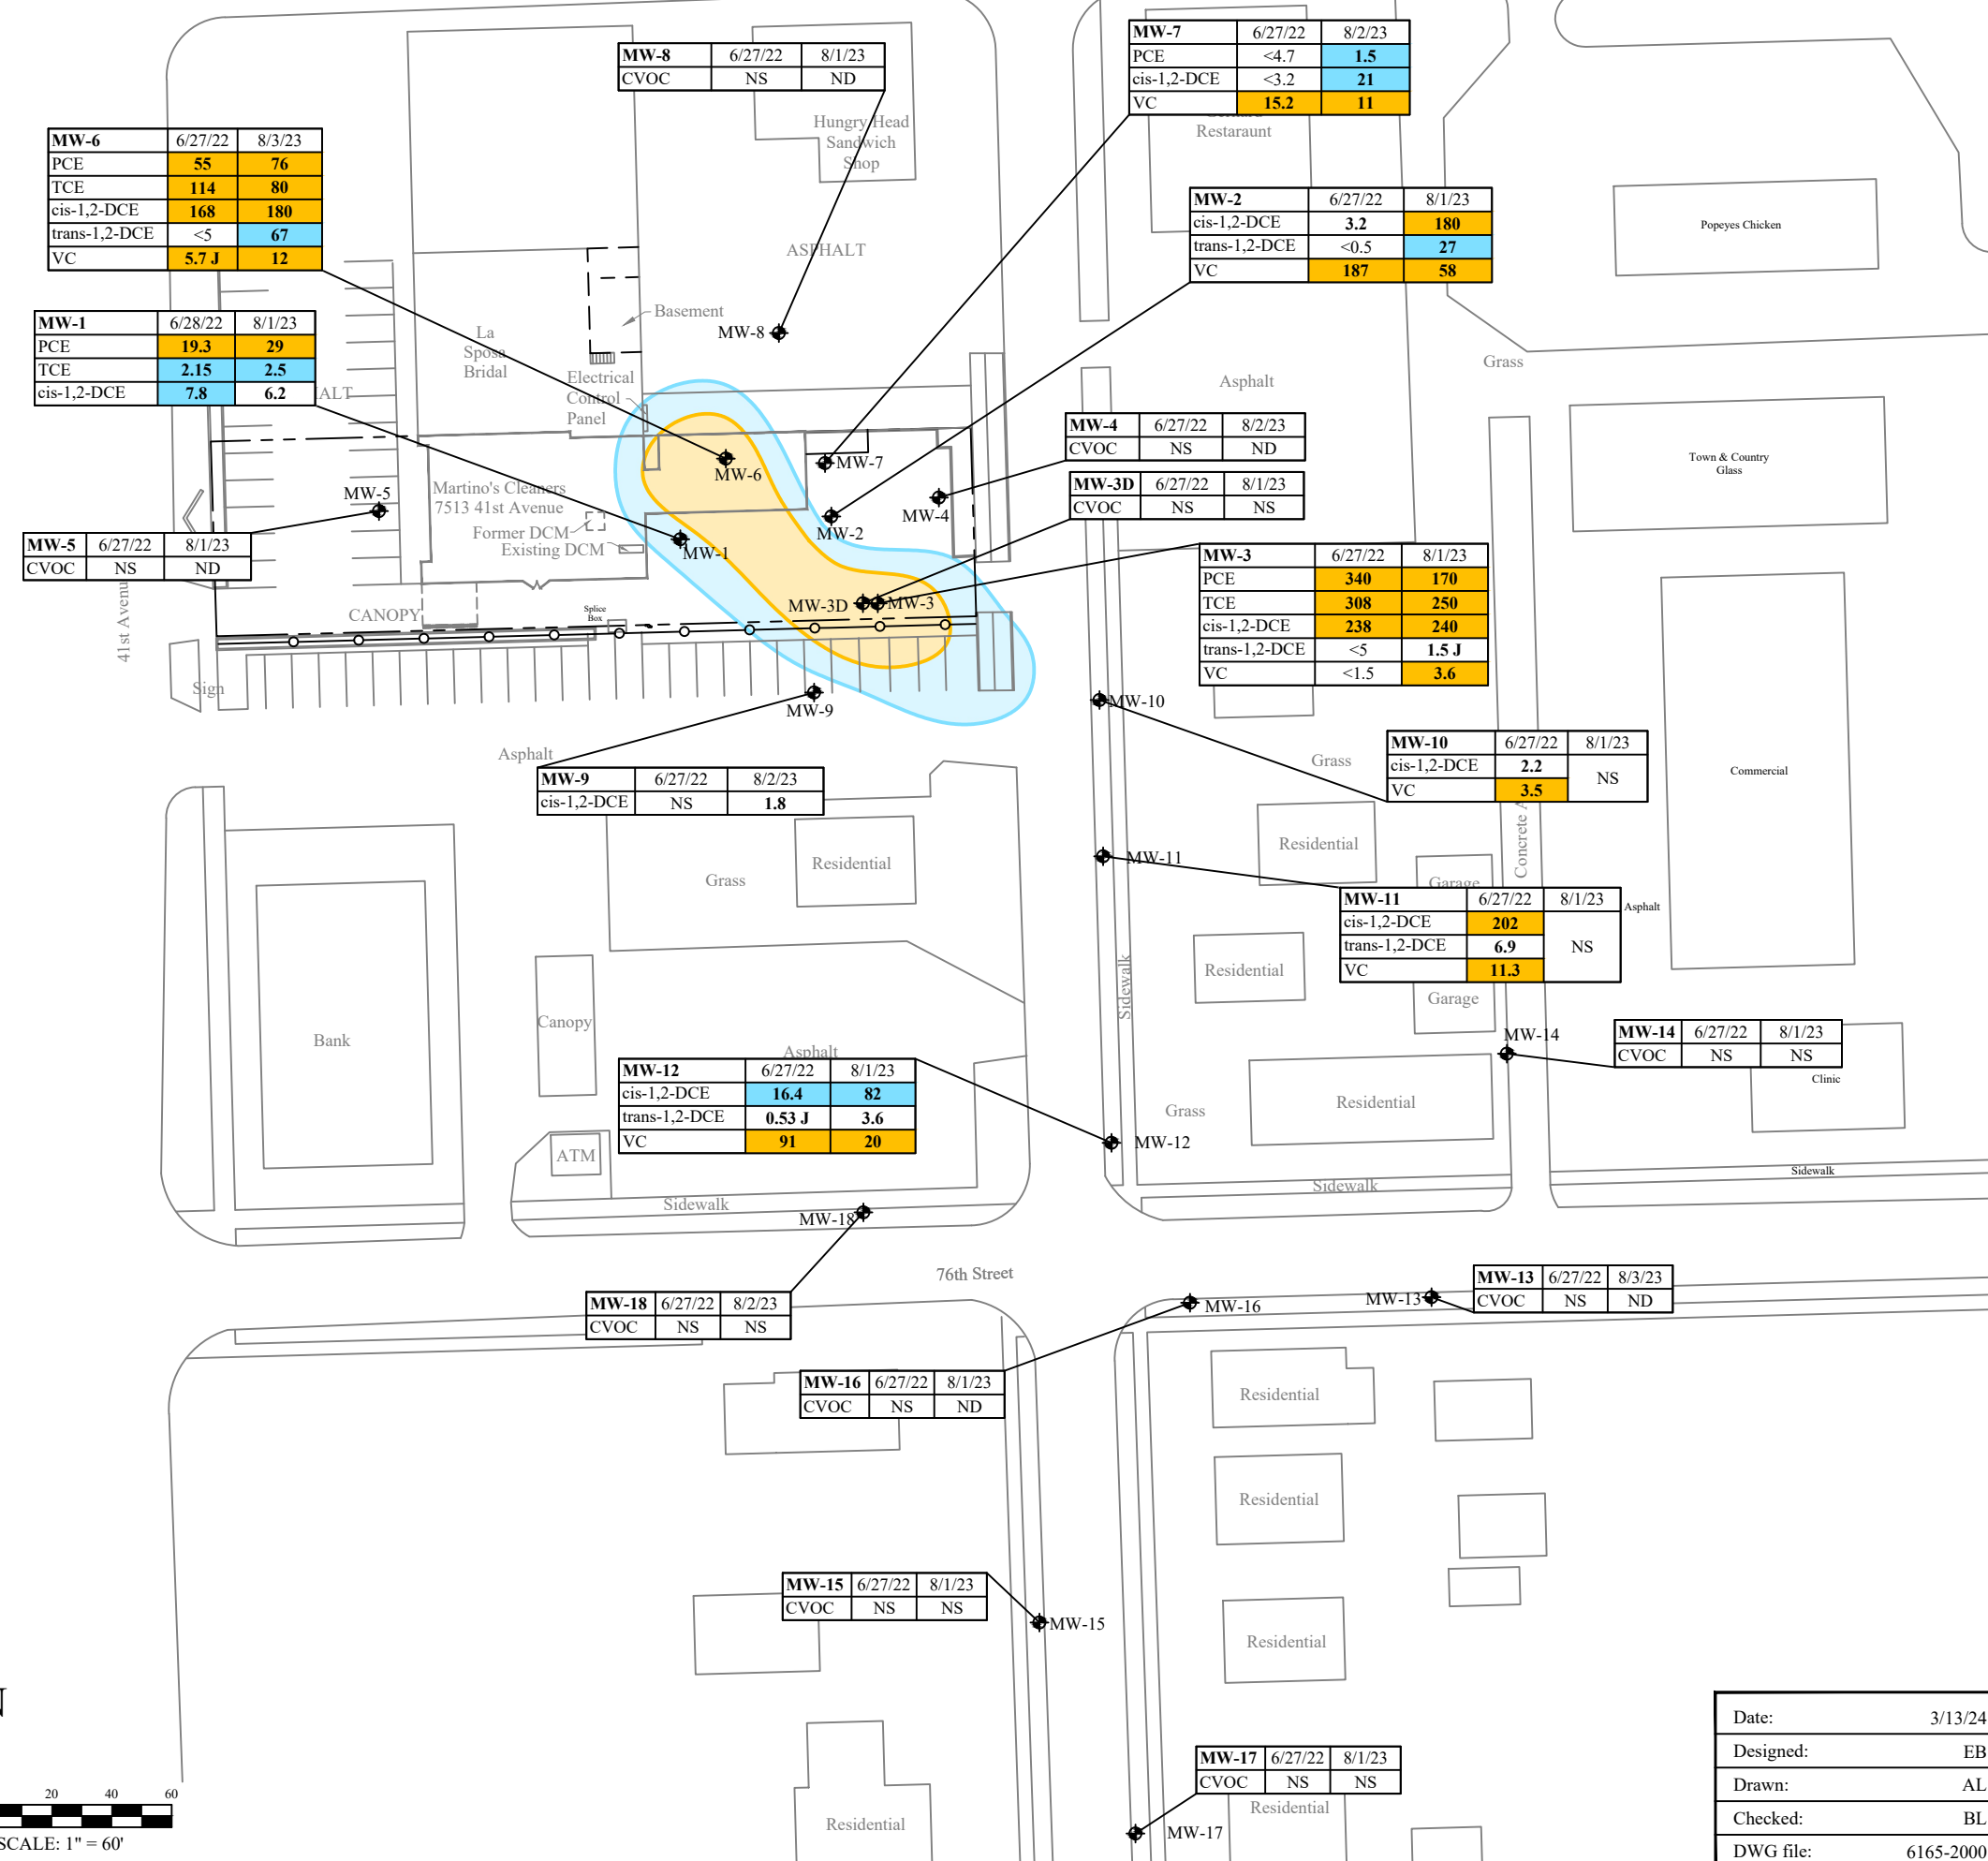 MW-8 6/27/22 8/1/23
CVOC NS ND
MW-7 6/27/22 8/2/23
PCE <4.7 1.5
cis-1,2-DCE <3.2 21
VC 15.2 11
Restaraunt
Hungry Head
Sandwich
Shop
MW-6 6/27/22 8/3/23
PCE 55 76
TCE 114 80
cis-1,2-DCE 168 180
trans-1,2-DCE <5 67
VC 5.7 J 12
MW-2 6/27/22 8/1/23
cis-1,2-DCE 3.2 180
trans-1,2-DCE <0.5 27
VC 187 58
Popeyes Chicken
ASPHALT
MW-1 6/28/22 8/1/23
PCE 19.3 29
TCE 2.15 2.5
cis-1,2-DCE 7.8 6.2
ALT
Basement
MW-8
La
Sposa
Bridal
Electrical
Control
Panel
Asphalt
Grass
MW-4 6/27/22 8/2/23
CVOC NS ND
MW-3D 6/27/22 8/1/23
CVOC NS NS
Town & Country
Glass
MW-7
MW-6
MW-5
Martino's Cleaners
7513 41st Avenue
Former DCM
Existing DCM
MW-1
MW-2
MW-4
MW-5 6/27/22 8/1/23
CVOC NS ND
MW-3 6/27/22 8/1/23
PCE 340 170
TCE 308 250
cis-1,2-DCE 238 240
trans-1,2-DCE <5 1.5 J
VC <1.5 3.6
41st Avenu
CANOPY
Splice
Box
MW-3D
MW-3
Sign
MW-9
MW-10
Asphalt
Grass
MW-10 6/27/22 8/1/23
cis-1,2-DCE 2.2 NS
VC 3.5
Commercial
MW-9 6/27/22 8/2/23
cis-1,2-DCE NS 1.8
Concrete A
Residential
Grass
MW-11
Residential
Garage
MW-11 6/27/22 8/1/23
cis-1,2-DCE 202 NS
trans-1,2-DCE 6.9
VC 11.3
Asphalt
Sidewalk
Residential
Garage
Bank
Canopy
Asphalt
MW-14
MW-14 6/27/22 8/1/23
CVOC NS NS
Clinic
MW-12 6/27/22 8/1/23
cis-1,2-DCE 16.4 82
trans-1,2-DCE 0.53 J 3.6
VC 91 20
Grass
Residential
ATM
MW-12
Sidewalk
Sidewalk
Sidewalk
MW-18
76th Street
MW-18 6/27/22 8/2/23
CVOC NS NS
MW-16
MW-13
MW-13 6/27/22 8/3/23
CVOC NS ND
MW-16 6/27/22 8/1/23
CVOC NS ND
Residential
Residential
MW-15 6/27/22 8/1/23
CVOC NS NS
MW-15
Residential
N
MW-17 6/27/22 8/1/23
CVOC NS NS
Residential
Residential
MW-17
20 40 60
SCALE: 1" = 60'
Date: 3/13/24
Designed: EB
Drawn: AL
Checked: BL
DWG file: 6165-2000